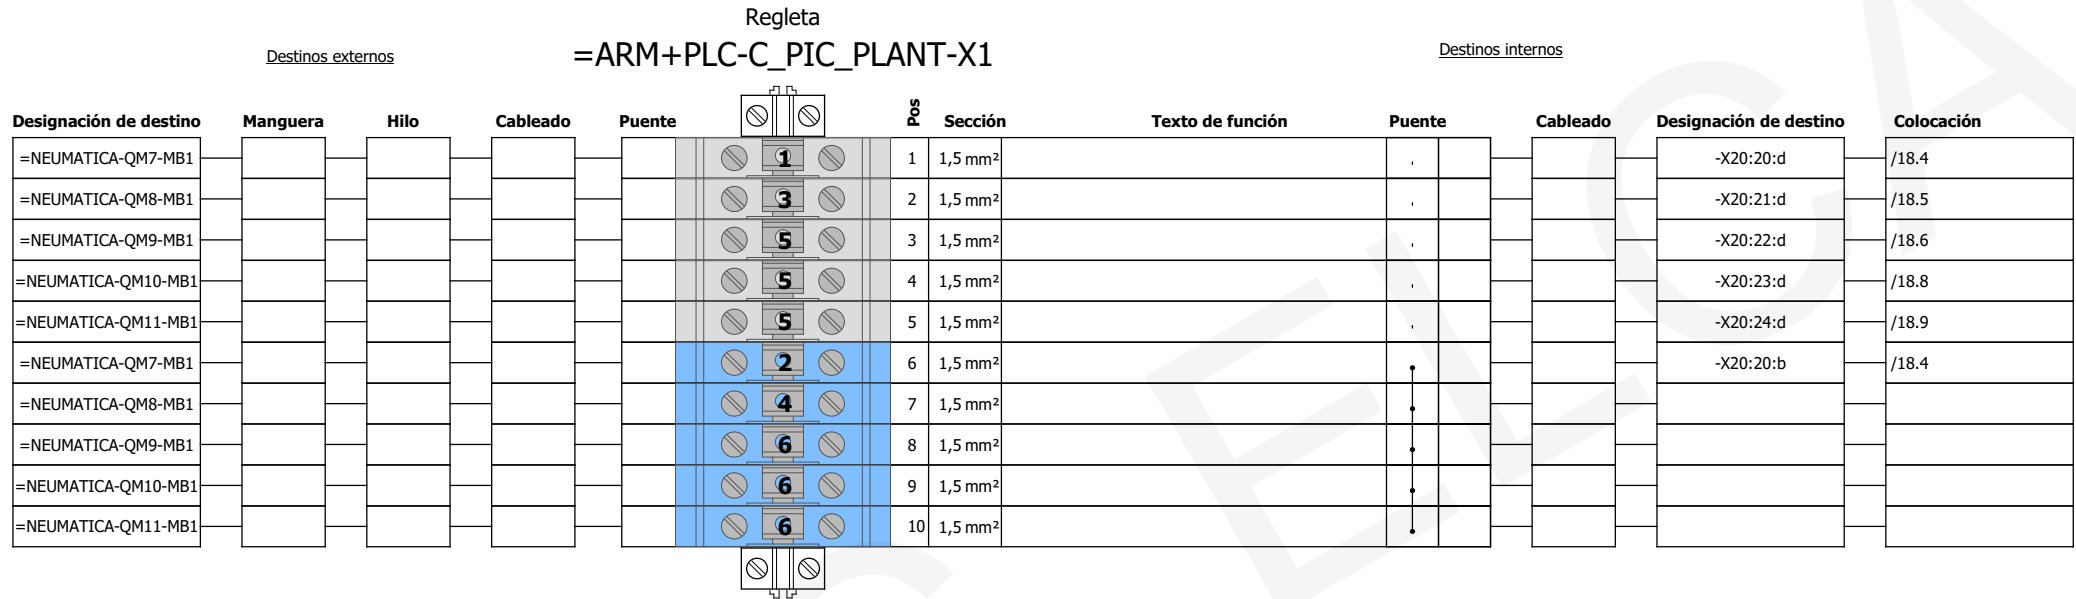 Regleta
=ARM+PLC-C_PIC_PLANT-X1
Destinos externos
Destinos internos
Designación de destino Manguera Hilo Cableado Puente Pos Sección Texto de función Puente Cableado Designación de destino Colocación
=NEUMATICA-QM7-MB1 1 1 1,5 mm² -X20:20:d /18.4
=NEUMATICA-QM8-MB1 3 2 1,5 mm² -X20:21:d /18.5
=NEUMATICA-QM9-MB1 5 3 1,5 mm² -X20:22:d /18.6
=NEUMATICA-QM10-MB1 5 4 1,5 mm² -X20:23:d /18.8
=NEUMATICA-QM11-MB1 5 5 1,5 mm² -X20:24:d /18.9
=NEUMATICA-QM7-MB1 2 6 1,5 mm² -X20:20:b /18.4
=NEUMATICA-QM8-MB1 4 7 1,5 mm²
=NEUMATICA-QM9-MB1 6 8 1,5 mm²
=NEUMATICA-QM10-MB1 6 9 1,5 mm²
=NEUMATICA-QM11-MB1 6 10 1,5 mm²
ELCA